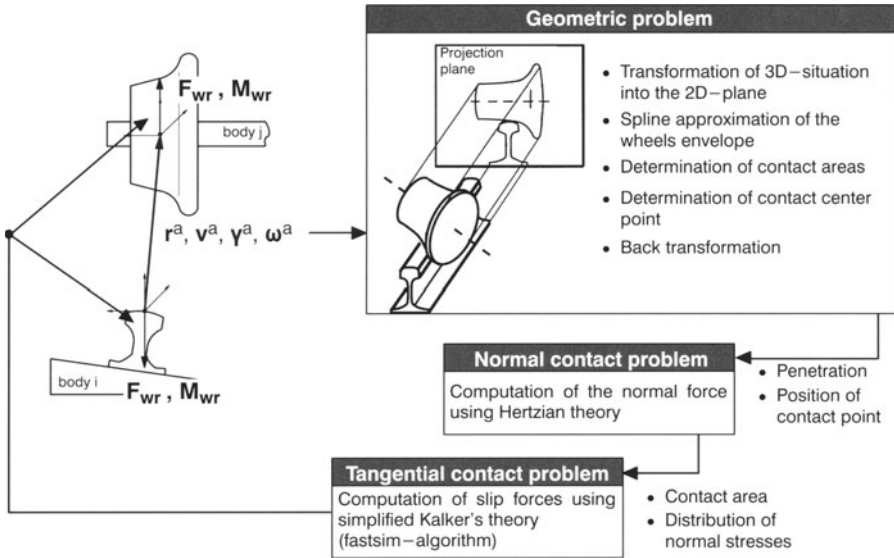 Geometric problem
Projection
plane
• Transformation of 3D−situation
into the 2D−plane
• Spline approximation of the
wheels envelope
• Determination of contact areas
• Determination of contact center
point
• Back transformation
F_wr , M_wr
body j
r^a, v^a, γ^a, ω^a
body i
F_wr , M_wr
Normal contact problem
Computation of the normal force
using Hertzian theory
• Penetration
• Position of
contact point
Tangential contact problem
Computation of slip forces using
simplified Kalker's theory
(fastsim−algorithm)
• Contact area
• Distribution of
normal stresses